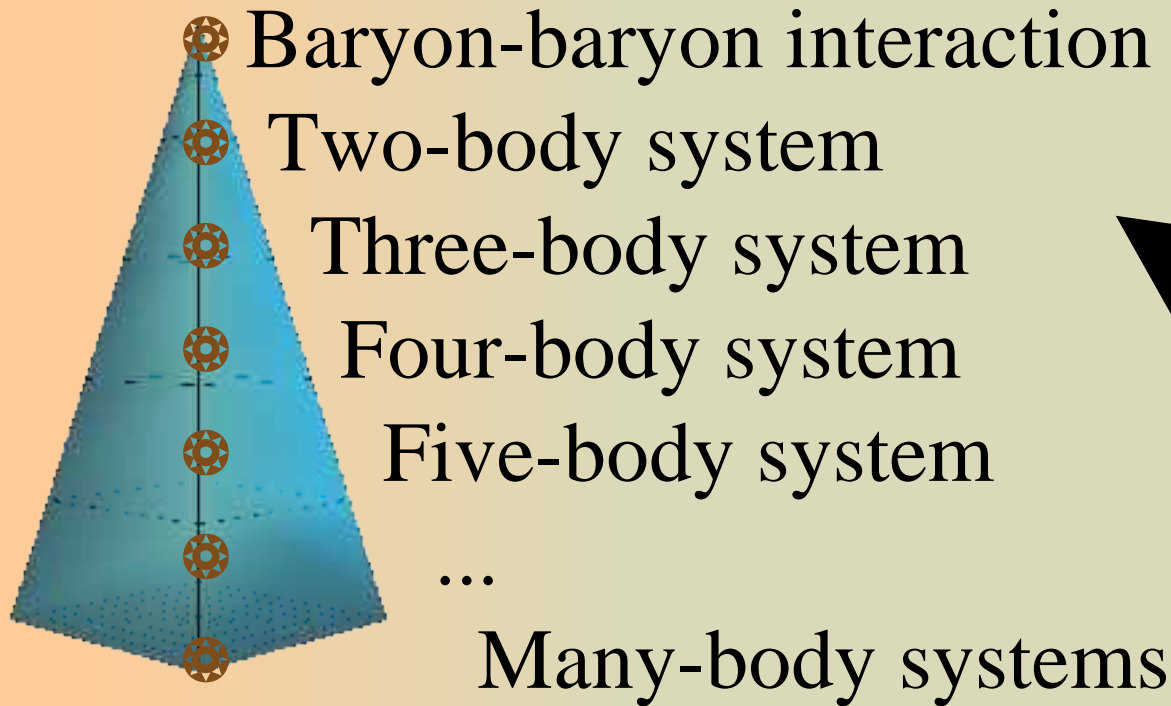 Baryon-baryon interaction
Two-body system
Three-body system
Four-body system
Five-body system
...
Many-body systems